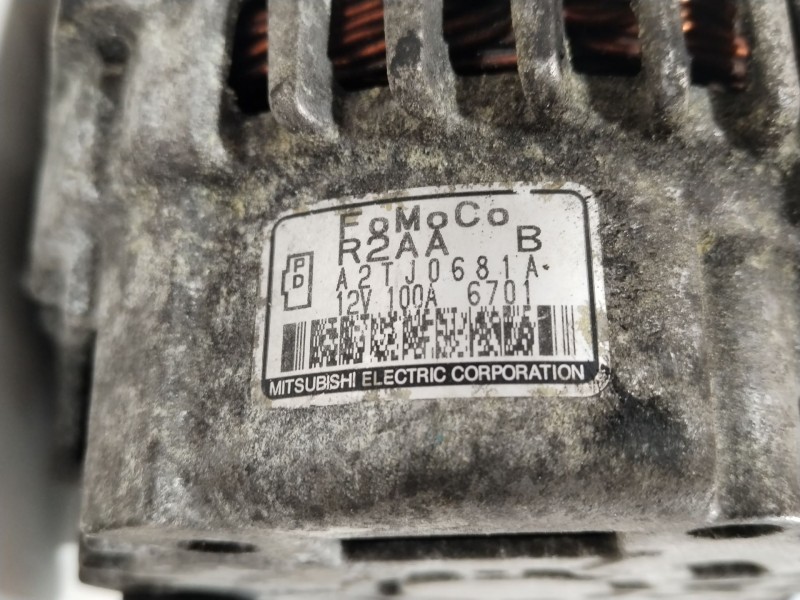 FoMoCo
R2AA B
P
D
A2TJ0681A
12V 100A 6701
MITSUBISHI ELECTRIC CORPORATION